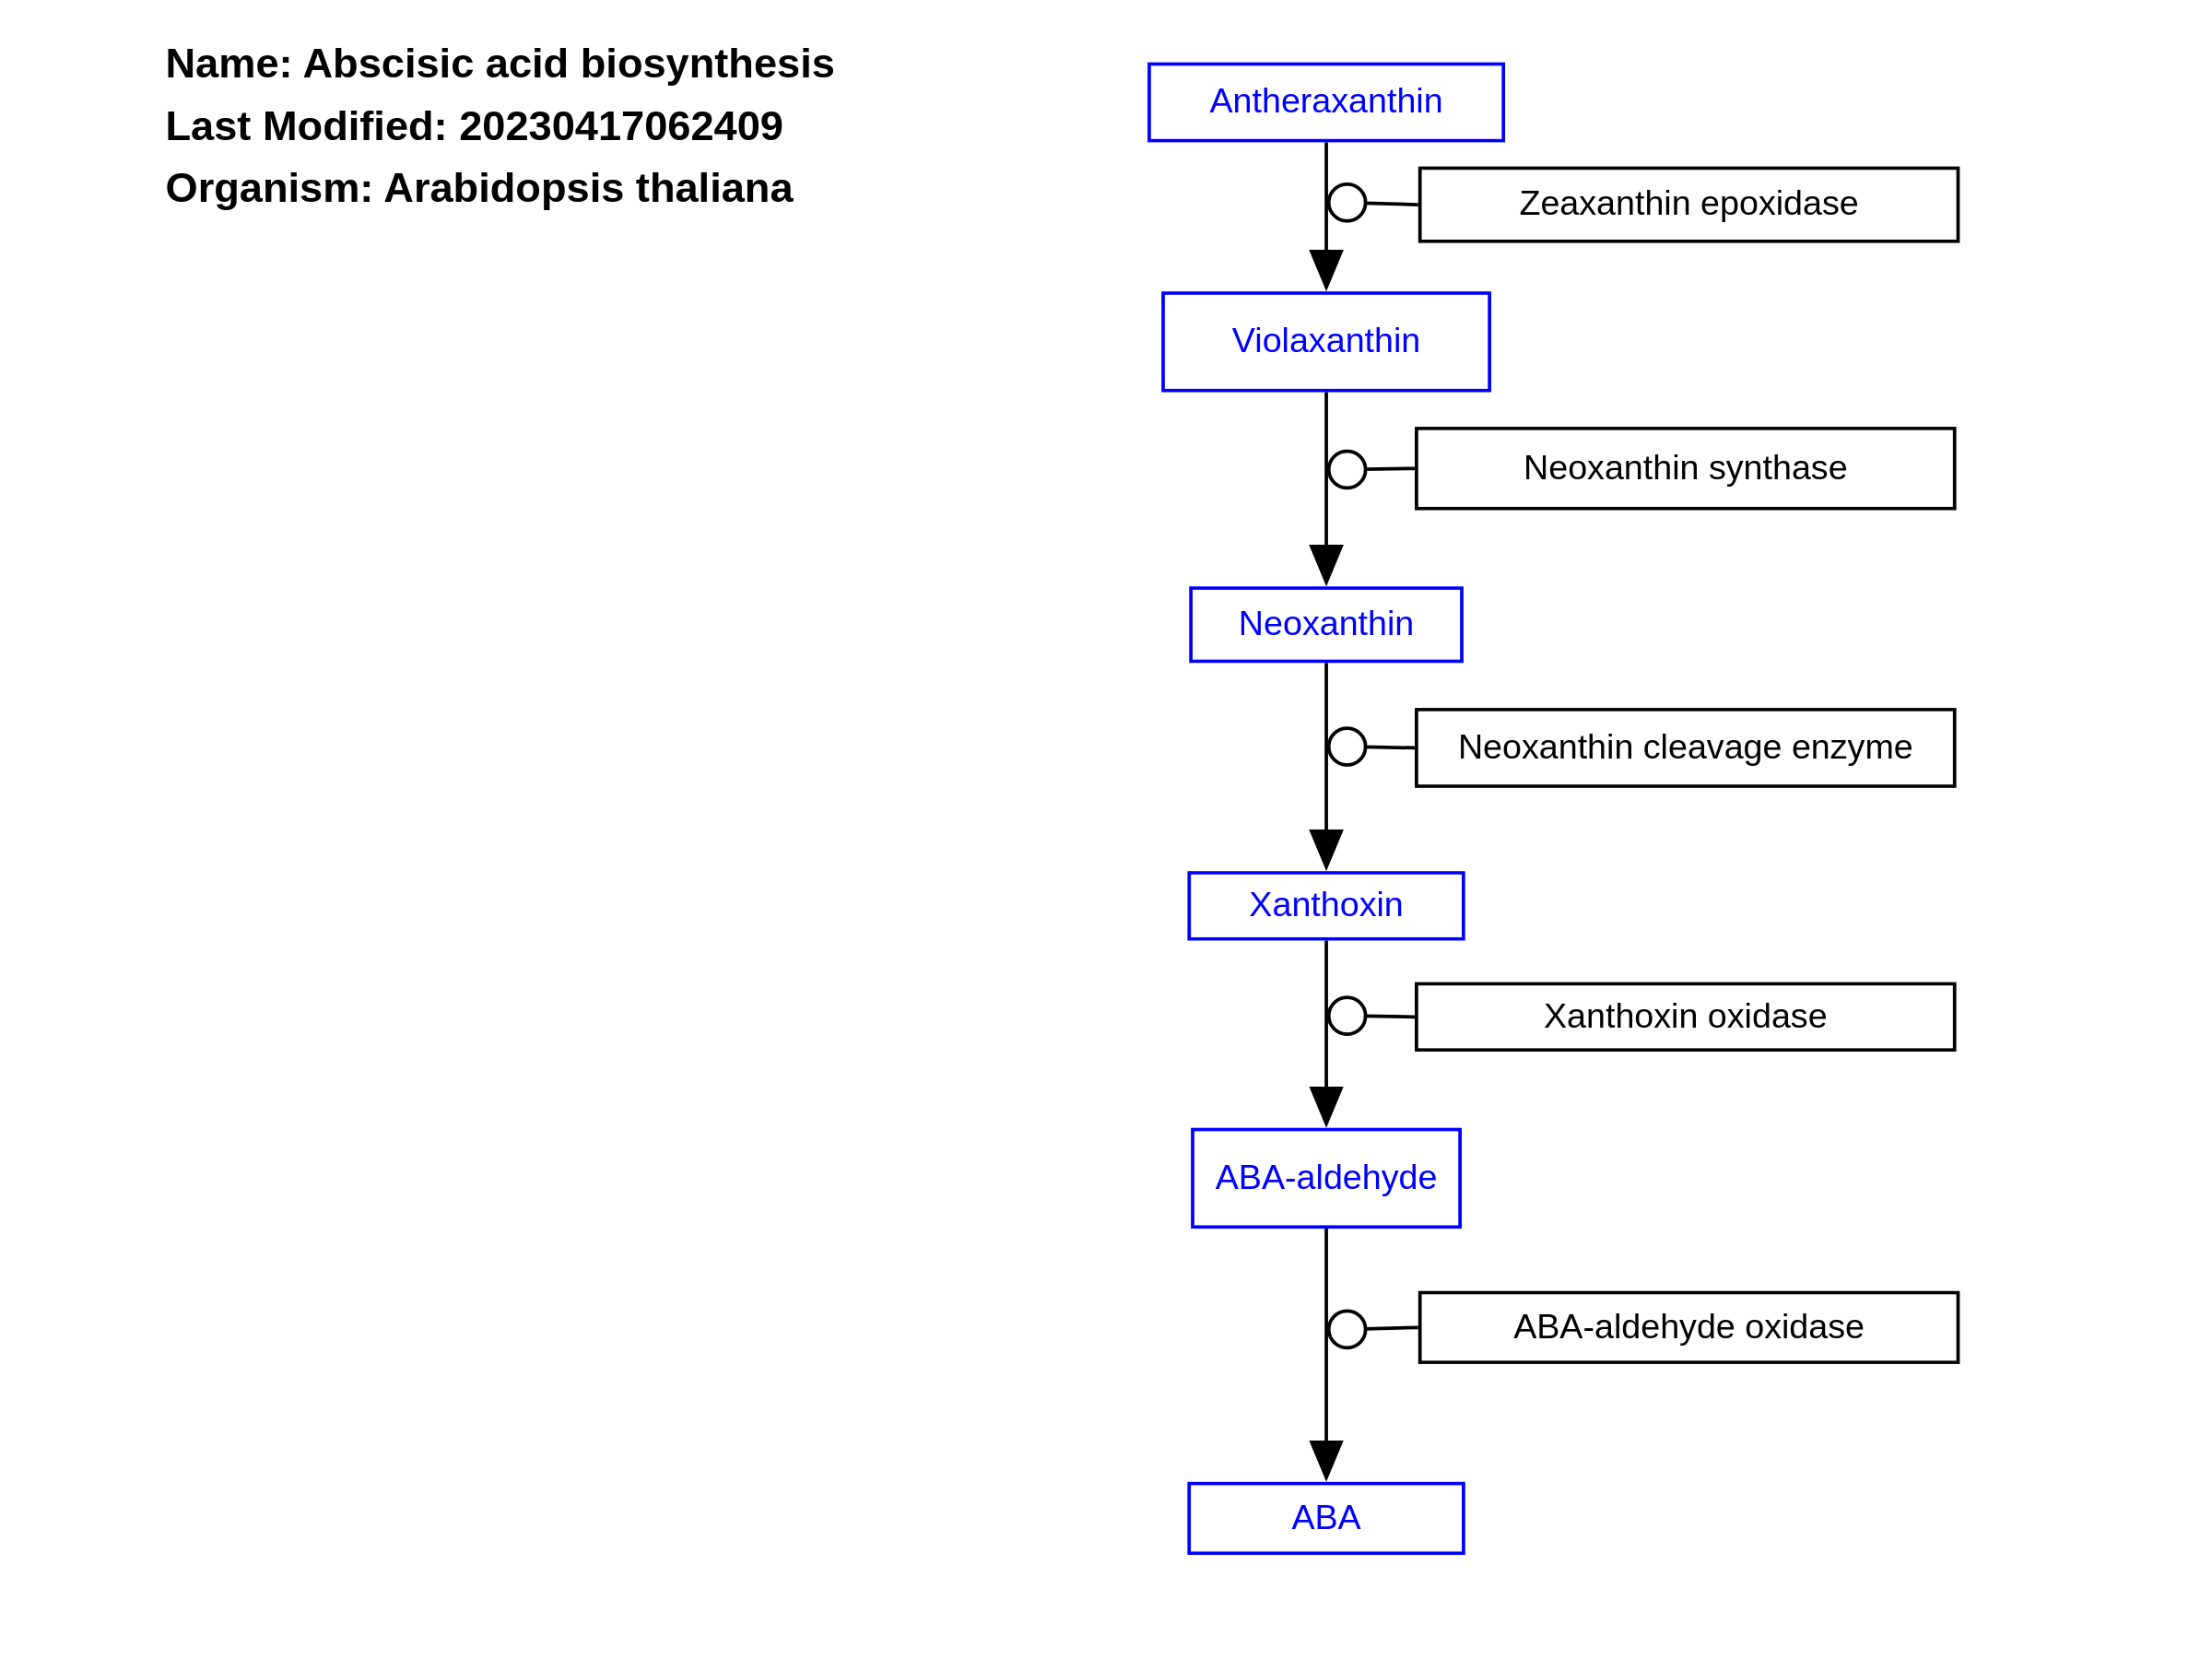 Name: Abscisic acid biosynthesis
Last Modified: 20230417062409
Organism: Arabidopsis thaliana
Antheraxanthin
Zeaxanthin epoxidase
Violaxanthin
Neoxanthin synthase
Neoxanthin
Neoxanthin cleavage enzyme
Xanthoxin
Xanthoxin oxidase
ABA-aldehyde
ABA-aldehyde oxidase
ABA